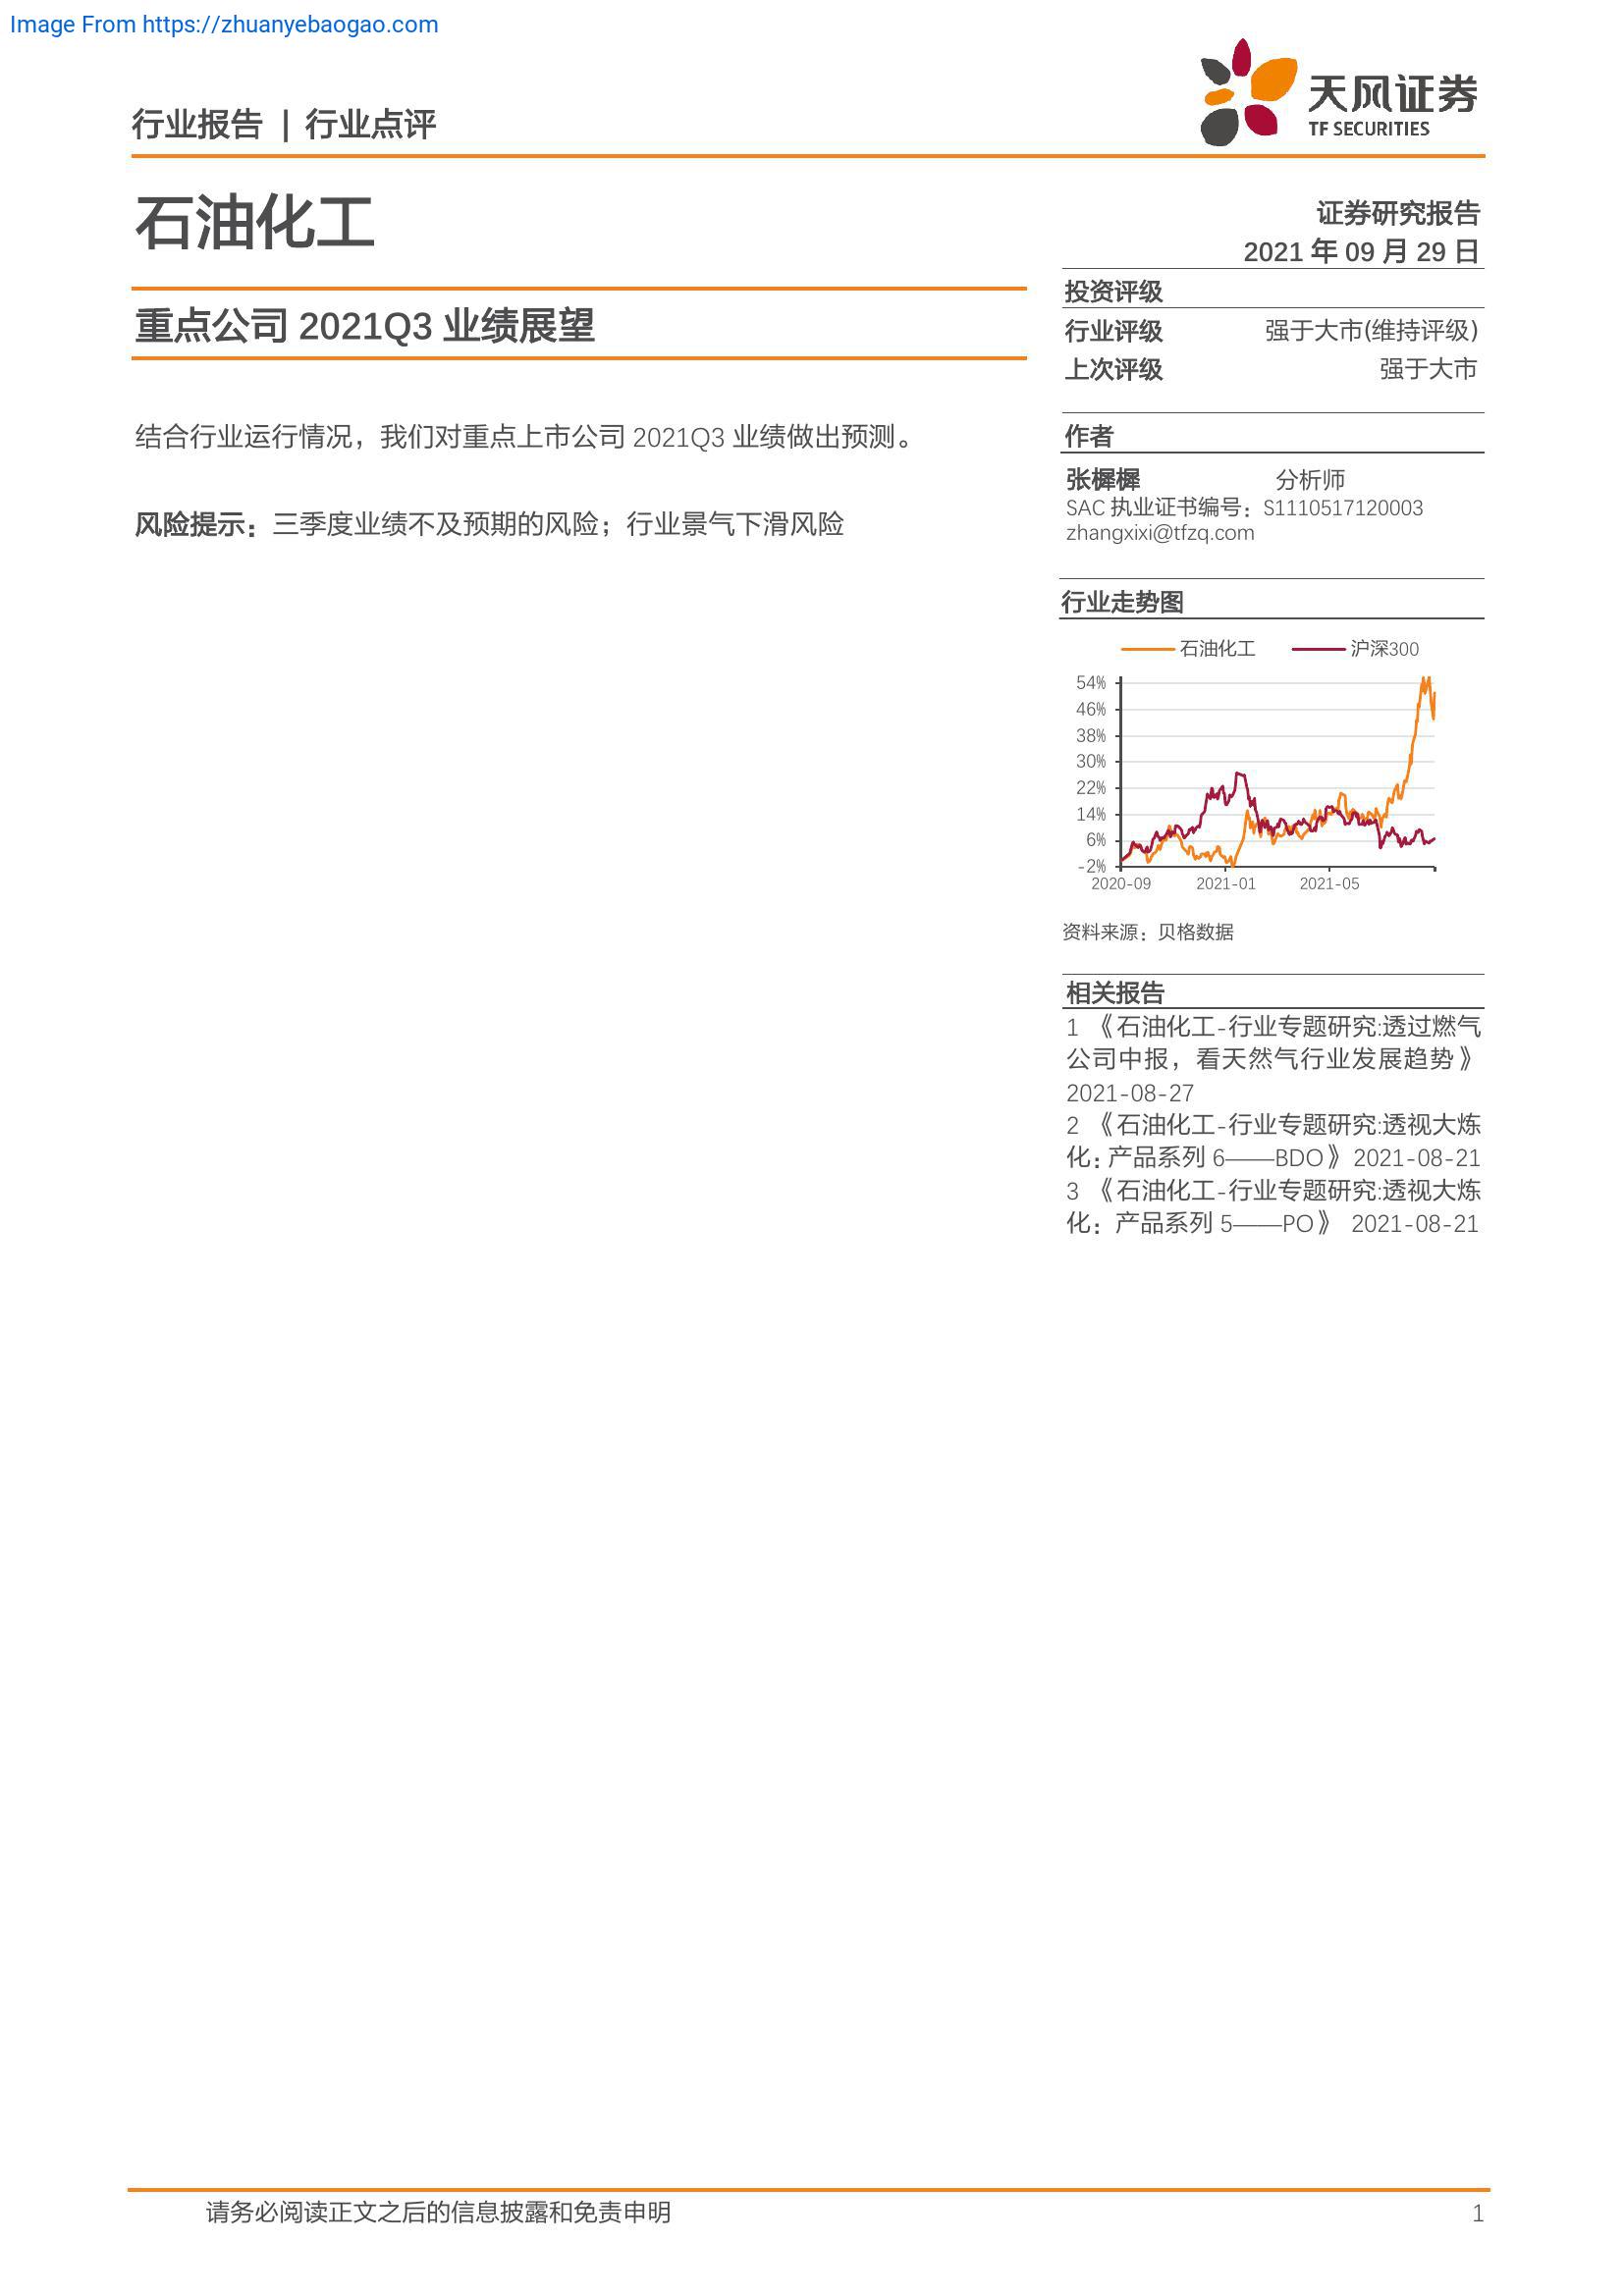 Image From https://zhuanyebaogao.com
行业报告 | 行业点评
天风证券
TF SECURITIES
石油化工
证券研究报告
2021 年 09 月 29 日
重点公司 2021Q3 业绩展望
投资评级
行业评级 强于大市(维持评级)
上次评级 强于大市
结合行业运行情况，我们对重点上市公司 2021Q3 业绩做出预测。
风险提示：三季度业绩不及预期的风险；行业景气下滑风险
作者
张樨樨 分析师
SAC 执业证书编号：S1110517120003
zhangxixi@tfzq.com
行业走势图
石油化工 沪深300
54%
46%
38%
30%
22%
14%
6%
-2%
2020-09 2021-01 2021-05
资料来源：贝格数据
相关报告
1 《石油化工-行业专题研究:透过燃气
公司中报，看天然气行业发展趋势》
2021-08-27
2 《石油化工-行业专题研究:透视大炼
化：产品系列 6——BDO》 2021-08-21
3 《石油化工-行业专题研究:透视大炼
化：产品系列 5——PO》 2021-08-21
请务必阅读正文之后的信息披露和免责申明 1